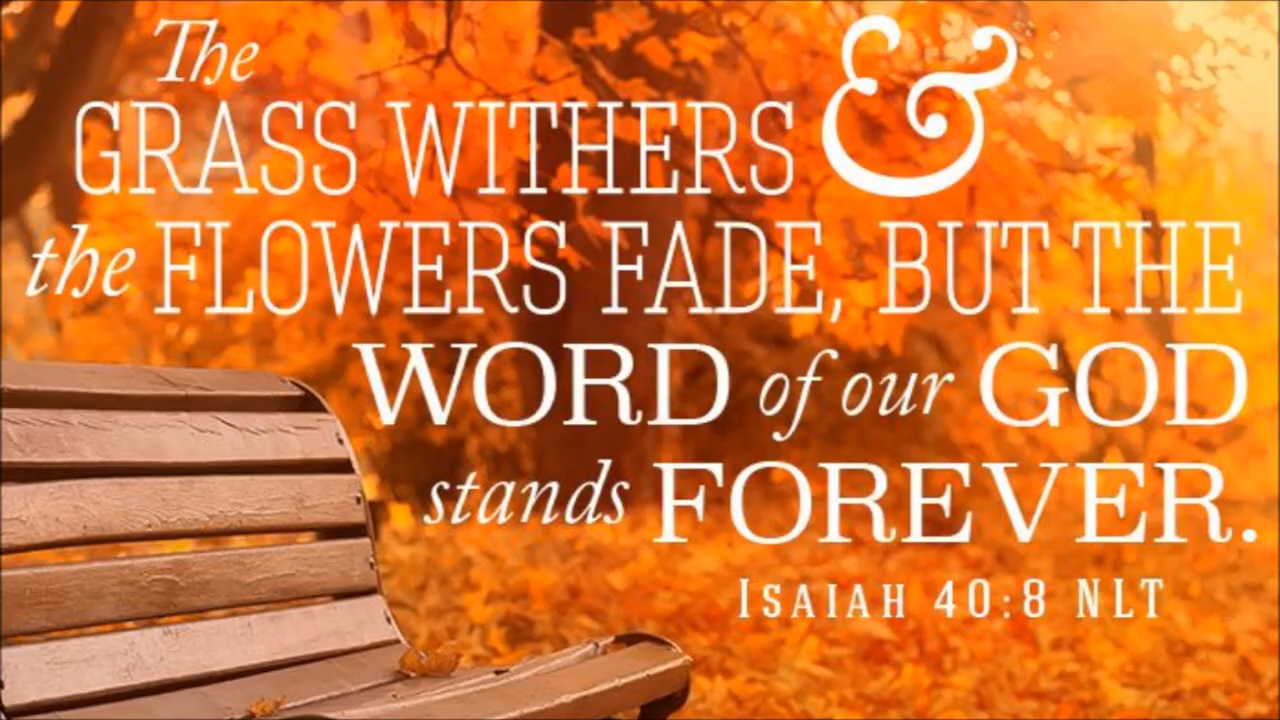 The
GRASS WITHERS &
the FLOWERS FADE, BUT THE
WORD of our GOD
stands FOREVER.
ISAIAH 40:8 NLT